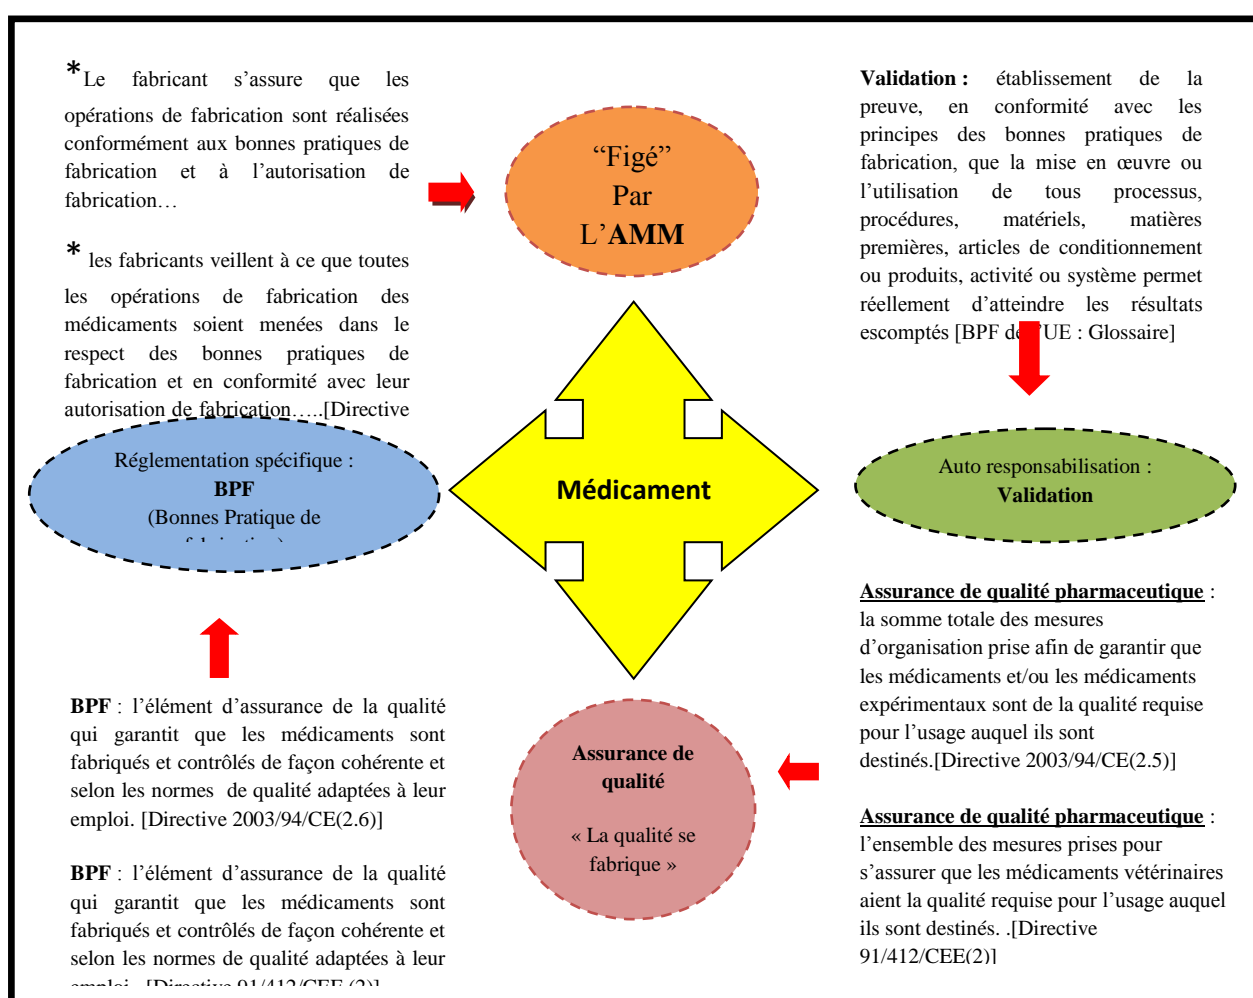 *Le fabricant s’assure que les
opérations de fabrication sont réalisées
conformément aux bonnes pratiques de
fabrication et à l’autorisation de
fabrication…
* les fabricants veillent à ce que toutes
les opérations de fabrication des
médicaments soient menées dans le
respect des bonnes pratiques de
fabrication et en conformité avec leur
autorisation de fabrication…..[Directive
“Figé”
Par
L’AMM
Validation : établissement de la
preuve, en conformité avec les
principes des bonnes pratiques de
fabrication, que la mise en œuvre ou
l’utilisation de tous processus,
procédures, matériels, matières
premières, articles de conditionnement
ou produits, activité ou système permet
réellement d’atteindre les résultats
escomptés [BPF de l’UE : Glossaire]
Réglementation spécifique :
BPF
(Bonnes Pratique de
Médicament
Auto responsabilisation :
Validation
BPF : l’élément d’assurance de la qualité
qui garantit que les médicaments sont
fabriqués et contrôlés de façon cohérente et
selon les normes de qualité adaptées à leur
emploi. [Directive 2003/94/CE(2.6)]
BPF : l’élément d’assurance de la qualité
qui garantit que les médicaments sont
fabriqués et contrôlés de façon cohérente et
selon les normes de qualité adaptées à leur
emploi. [Directive 91/412/CEE (2)]
Assurance de
qualité
« La qualité se
fabrique »
Assurance de qualité pharmaceutique :
la somme totale des mesures
d’organisation prise afin de garantir que
les médicaments et/ou les médicaments
expérimentaux sont de la qualité requise
pour l’usage auquel ils sont
destinés.[Directive 2003/94/CE(2.5)]
Assurance de qualité pharmaceutique :
l’ensemble des mesures prises pour
s’assurer que les médicaments vétérinaires
aient la qualité requise pour l’usage auquel
ils sont destinés. .[Directive
91/412/CEE(2)]